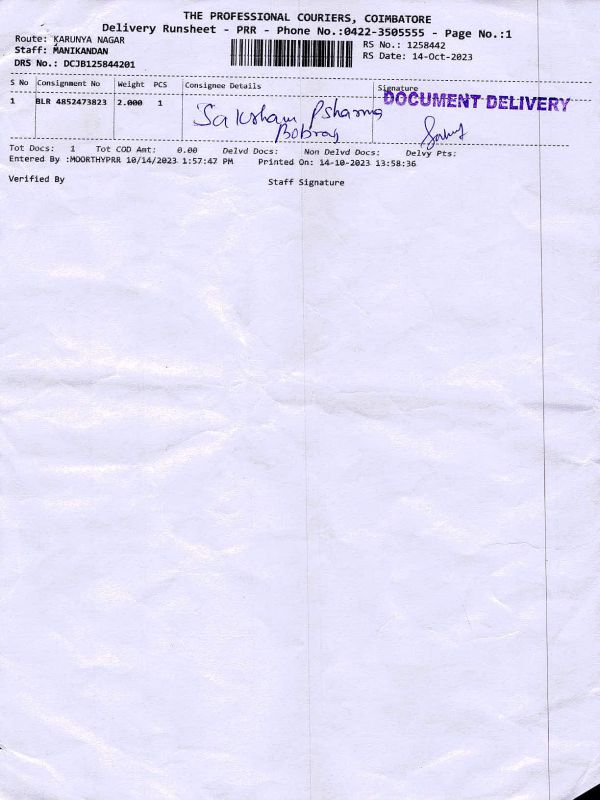 THE PROFESSIONAL COURIERS, COIMBATORE
Delivery Runsheet - PRR - Phone No.:0422-3505555 - Page No.:1
Route: KARUNYA NAGAR
RS No.: 1258442
Staff: MANIKANDAN
RS Date: 14-Oct-2023
DRS No.: DCJB125844201
S No Consignment No Weight PCS Consignee Details Signature
DOCUMENT DELIVERY
1 BLR 4852473823 2.000 1 Saksham Psharma
Tot Docs: 1 Tot COD Amt: 0.00 Delvd Docs: Non Delvd Docs: Delvy Pts:
Entered By :MOORTHYPRR 10/14/2023 1:57:47 PM Printed On: 14-10-2023 13:58:36
Verified By Staff Signature